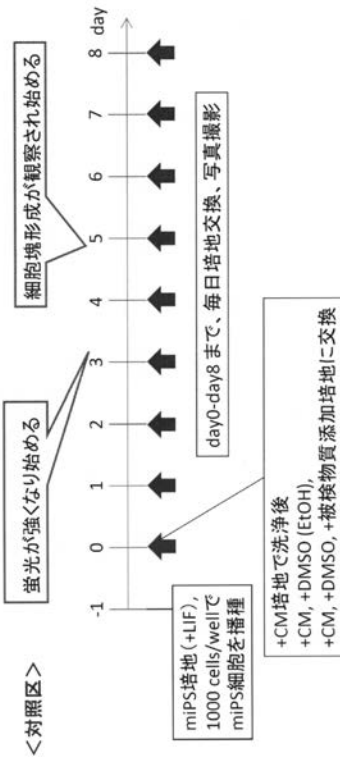 <対照区>
蛍光が強くなり始める
細胞塊形成が観察され始める
-1 0 1 2 3 4 5 6 7 8 day
miPS培地(+LIF),
1000 cells/wellで
miPS細胞を播種
day0-day8 まで、毎日培地交換、写真撮影
+CM培地で洗浄後
+CM, +DMSO (EtOH),
+CM, +DMSO, +被検物質添加培地に交換